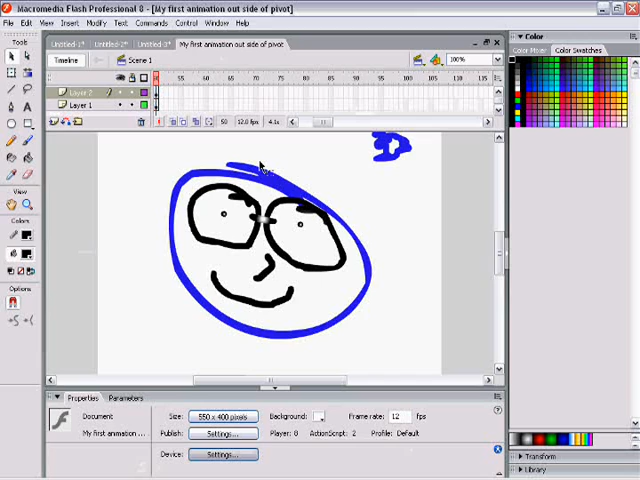 Macromedia Flash Professional 8 - [My first animation out side of pivot]
File Edit View Insert Modify Text Commands Control Window Help
Untitled-1* Untitled-2* Untitled-3* My first animation out side of pivot
Timeline Scene 1 100%
55 60 65 70 75 80 85 90 95 100 105 110 115
Layer 2
Layer 1
50 12.0 fps 4.1s
Tools
View
Colors
Options
Color
Color Mixer Color Swatches
3D
Properties Parameters
Document
My first animation ...
Size: 550 x 400 pixels Background: Frame rate: 12 fps
Publish: Settings... Player: 8 ActionScript: 2 Profile: Default
Device: Settings...
Transform
Library